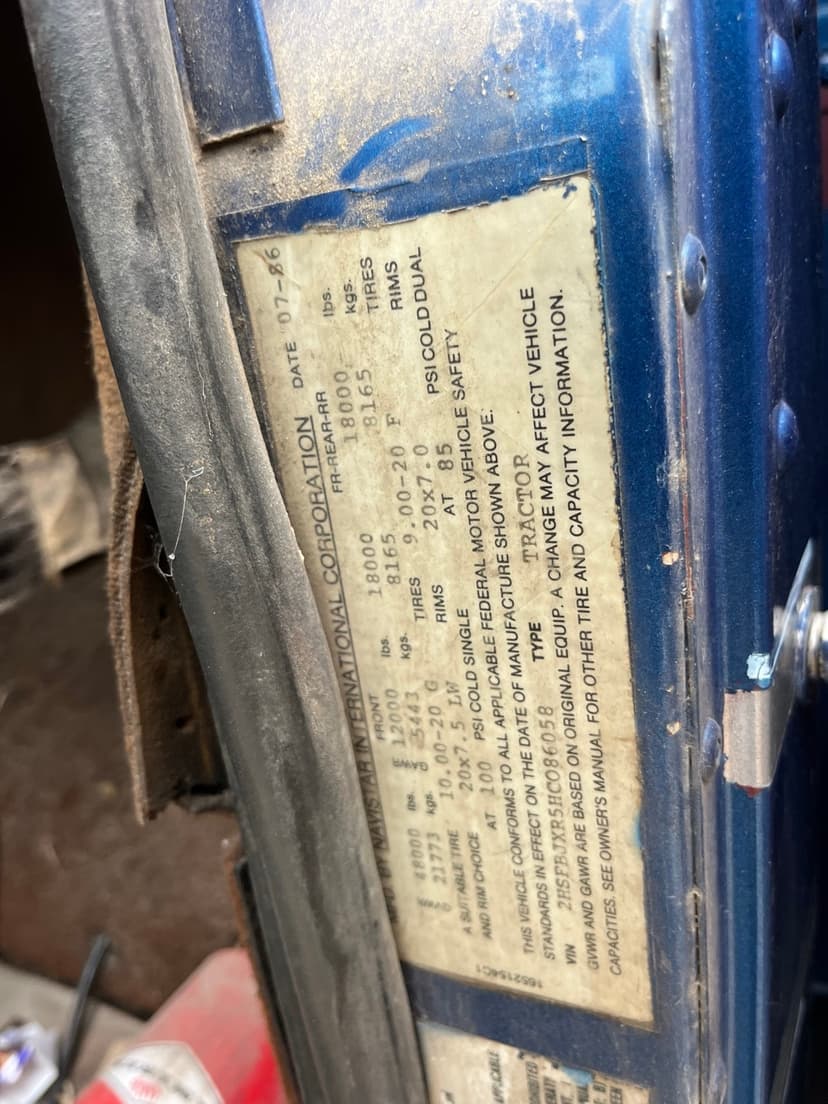 MFD BY NAVISTAR INTERNATIONAL CORPORATION DATE 07-86
FRONT FR-REAR-RR
48000 lbs. 12000 lbs. 18000 18000 lbs.
21773 kgs. 5443 kgs. 8165 8165 kgs.
A SUITABLE TIRE 10.00-20 G TIRES 9.00-20 F TIRES
AND RIM CHOICE 20x7.5 LW RIMS 20x7.0 RIMS
AT 100 PSI COLD SINGLE AT 85 PSI COLD DUAL
THIS VEHICLE CONFORMS TO ALL APPLICABLE FEDERAL MOTOR VEHICLE SAFETY
STANDARDS IN EFFECT ON THE DATE OF MANUFACTURE SHOWN ABOVE.
VIN 2HSFBJXR5HC086058 TYPE TRACTOR
GVWR AND GAWR ARE BASED ON ORIGINAL EQUIP. A CHANGE MAY AFFECT VEHICLE
CAPACITIES. SEE OWNER'S MANUAL FOR OTHER TIRE AND CAPACITY INFORMATION.
1652154C1
APPLICABLE